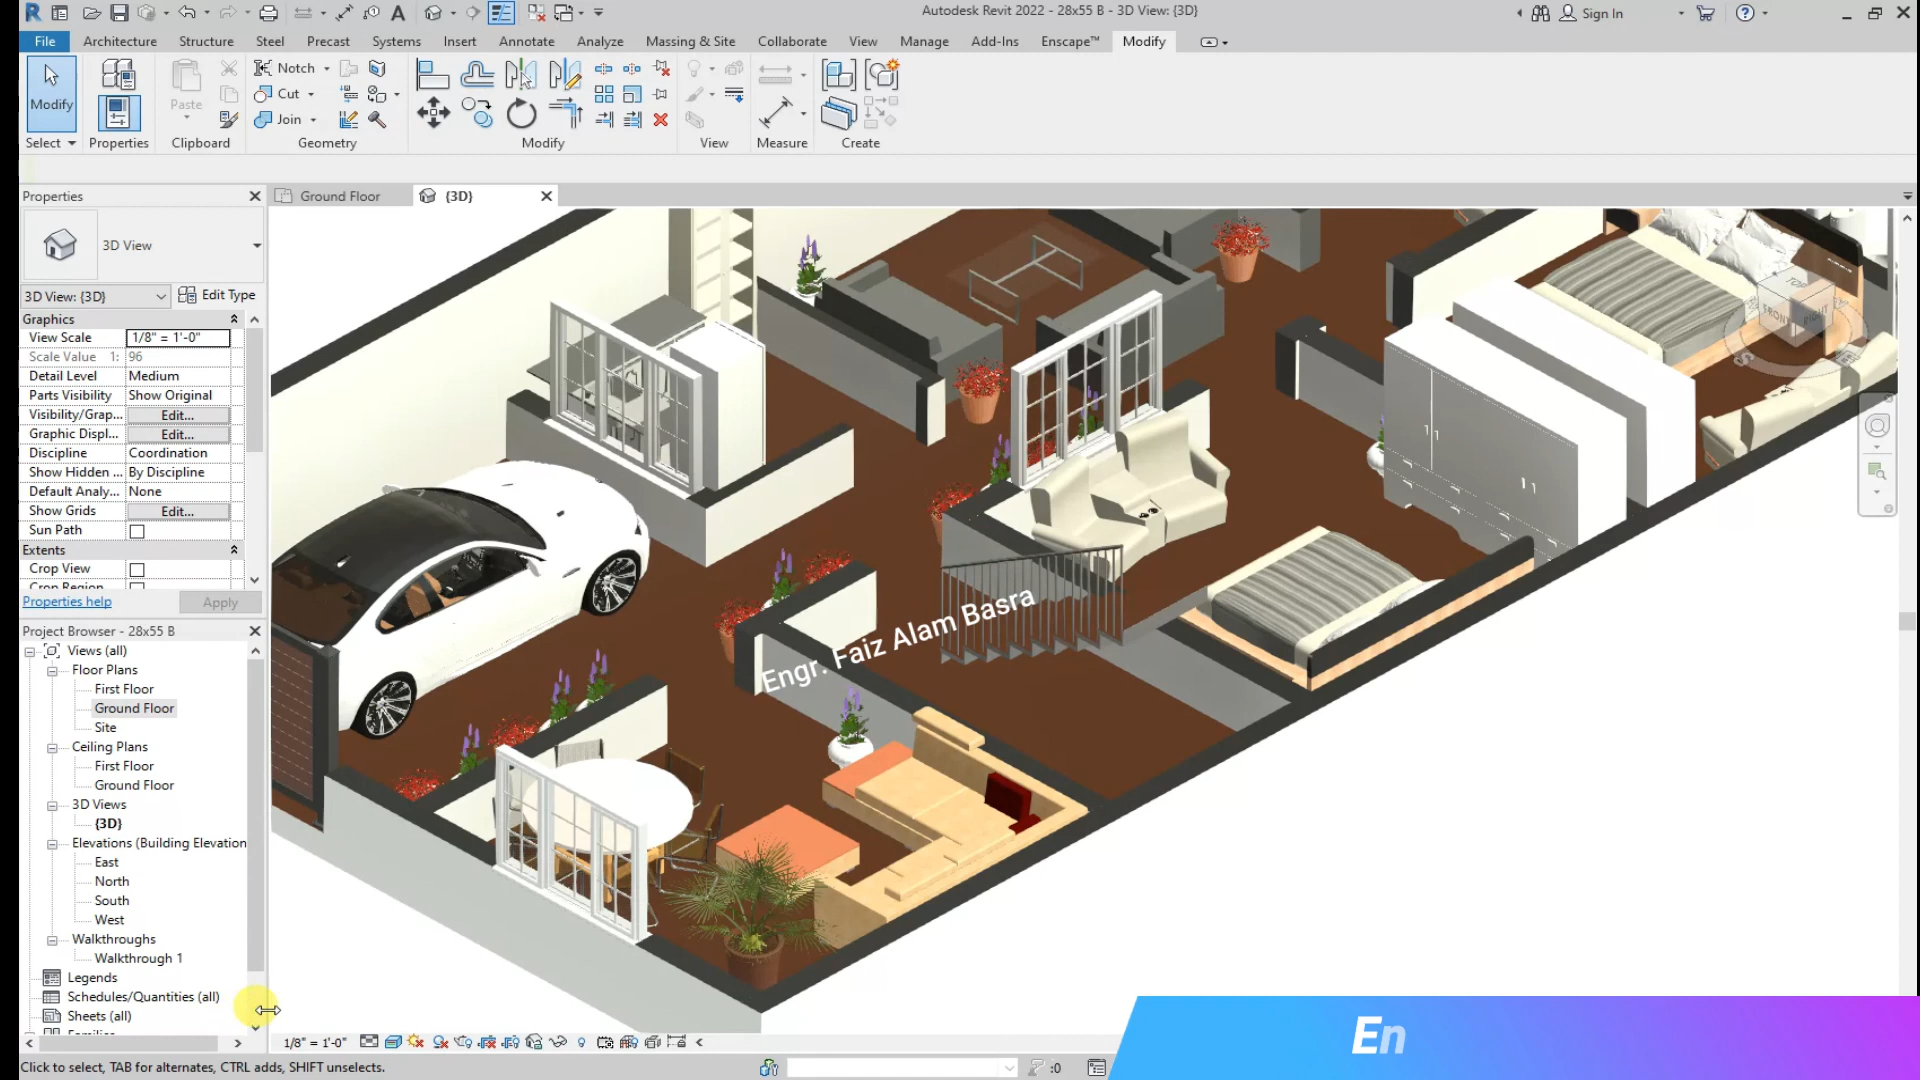 Autodesk Revit 2022 - 28x55 B - 3D View: {3D}
Sign In
File Architecture Structure Steel Precast Systems Insert Annotate Analyze Massing & Site Collaborate View Manage Add-Ins Enscape™ Modify
Modify
Paste
Notch
Cut
Join
Select Properties Clipboard Geometry Modify View Measure Create
Properties
Ground Floor
{3D}
3D View
3D View: {3D}
Edit Type
Graphics
View Scale 1/8" = 1'-0"
Scale Value 1: 96
Detail Level Medium
Parts Visibility Show Original
Visibility/Grap... Edit...
Graphic Displ... Edit...
Discipline Coordination
Show Hidden ... By Discipline
Default Analy... None
Show Grids Edit...
Sun Path
Extents
Crop View
Properties help
Apply
Project Browser - 28x55 B
Views (all)
Floor Plans
First Floor
Ground Floor
Site
Ceiling Plans
First Floor
Ground Floor
3D Views
{3D}
Elevations (Building Elevation
East
North
South
West
Walkthroughs
Walkthrough 1
Legends
Schedules/Quantities (all)
Sheets (all)
TOP
FRONT
RIGHT
S
Engr. Faiz Alam Basra
1/8" = 1'-0"
En
Click to select, TAB for alternates, CTRL adds, SHIFT unselects.
:0